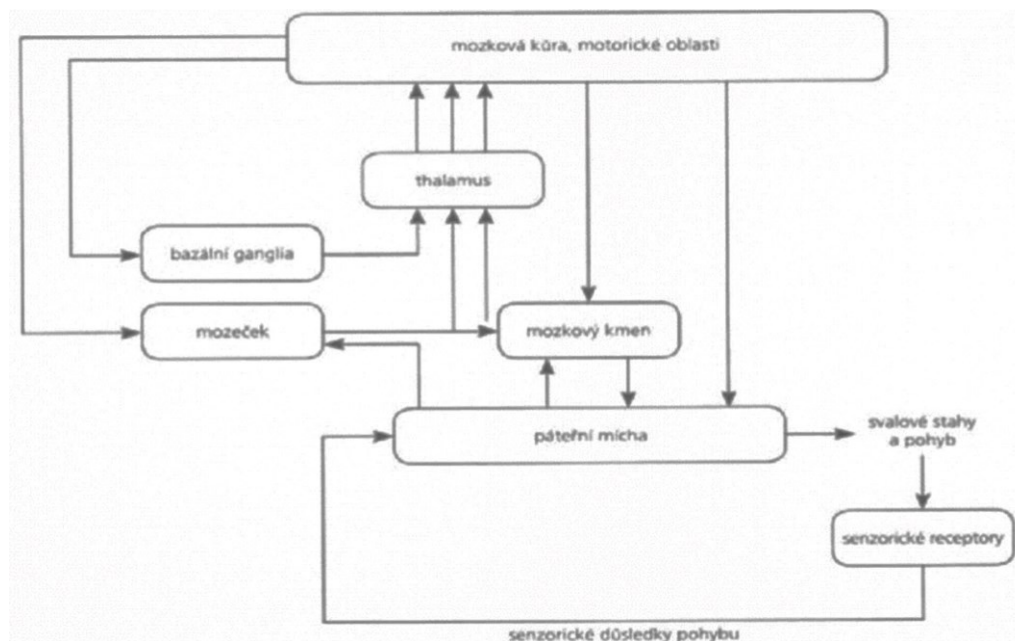 mozková kůra, motorické oblasti
thalamus
bazální ganglia
mozeček
mozkový kmen
páteřní mícha
svalové stahy
a pohyb
senzorické receptory
senzorické důsledky pohybu